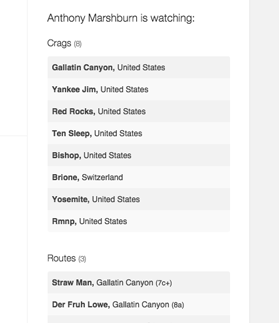 Anthony Marshburn is watching:
Crags (8)
Gallatin Canyon, United States
Yankee Jim, United States
Red Rocks, United States
Ten Sleep, United States
Bishop, United States
Brione, Switzerland
Yosemite, United States
Rmnp, United States
Routes (3)
Straw Man, Gallatin Canyon (7c+)
Der Fruh Lowe, Gallatin Canyon (8a)